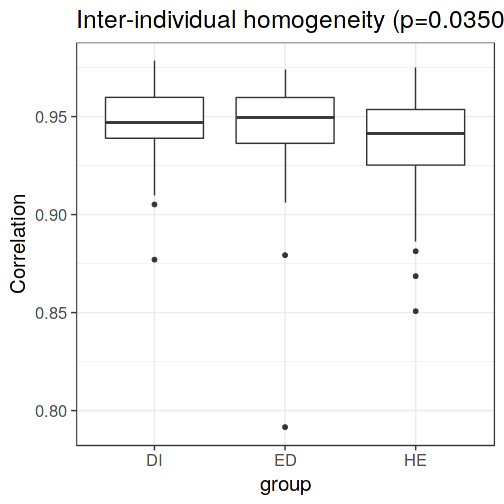 Inter-individual homogeneity (p=0.0350
0.95
0.90
0.85
0.80
Correlation
DI ED HE
group